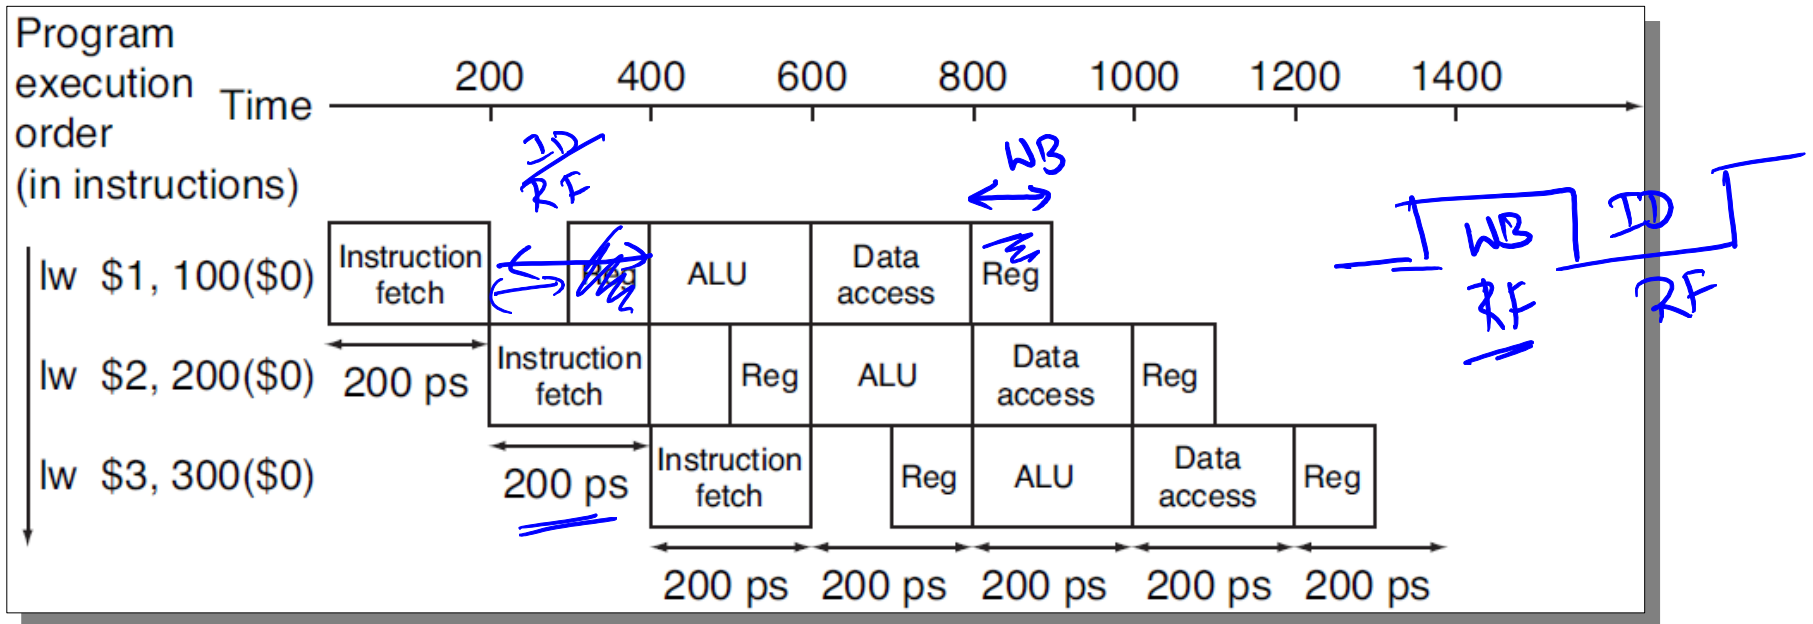 Program
execution
order
(in instructions)
Time
200 400 600 800 1000 1200 1400
ID
RF
WB
lw $1, 100($0)
Instruction
fetch
Reg
ALU
Data
access
Reg
WB
RF
ID
RF
200 ps
lw $2, 200($0)
Instruction
fetch
Reg
ALU
Data
access
Reg
200 ps
lw $3, 300($0)
Instruction
fetch
Reg
ALU
Data
access
Reg
200 ps 200 ps 200 ps 200 ps 200 ps